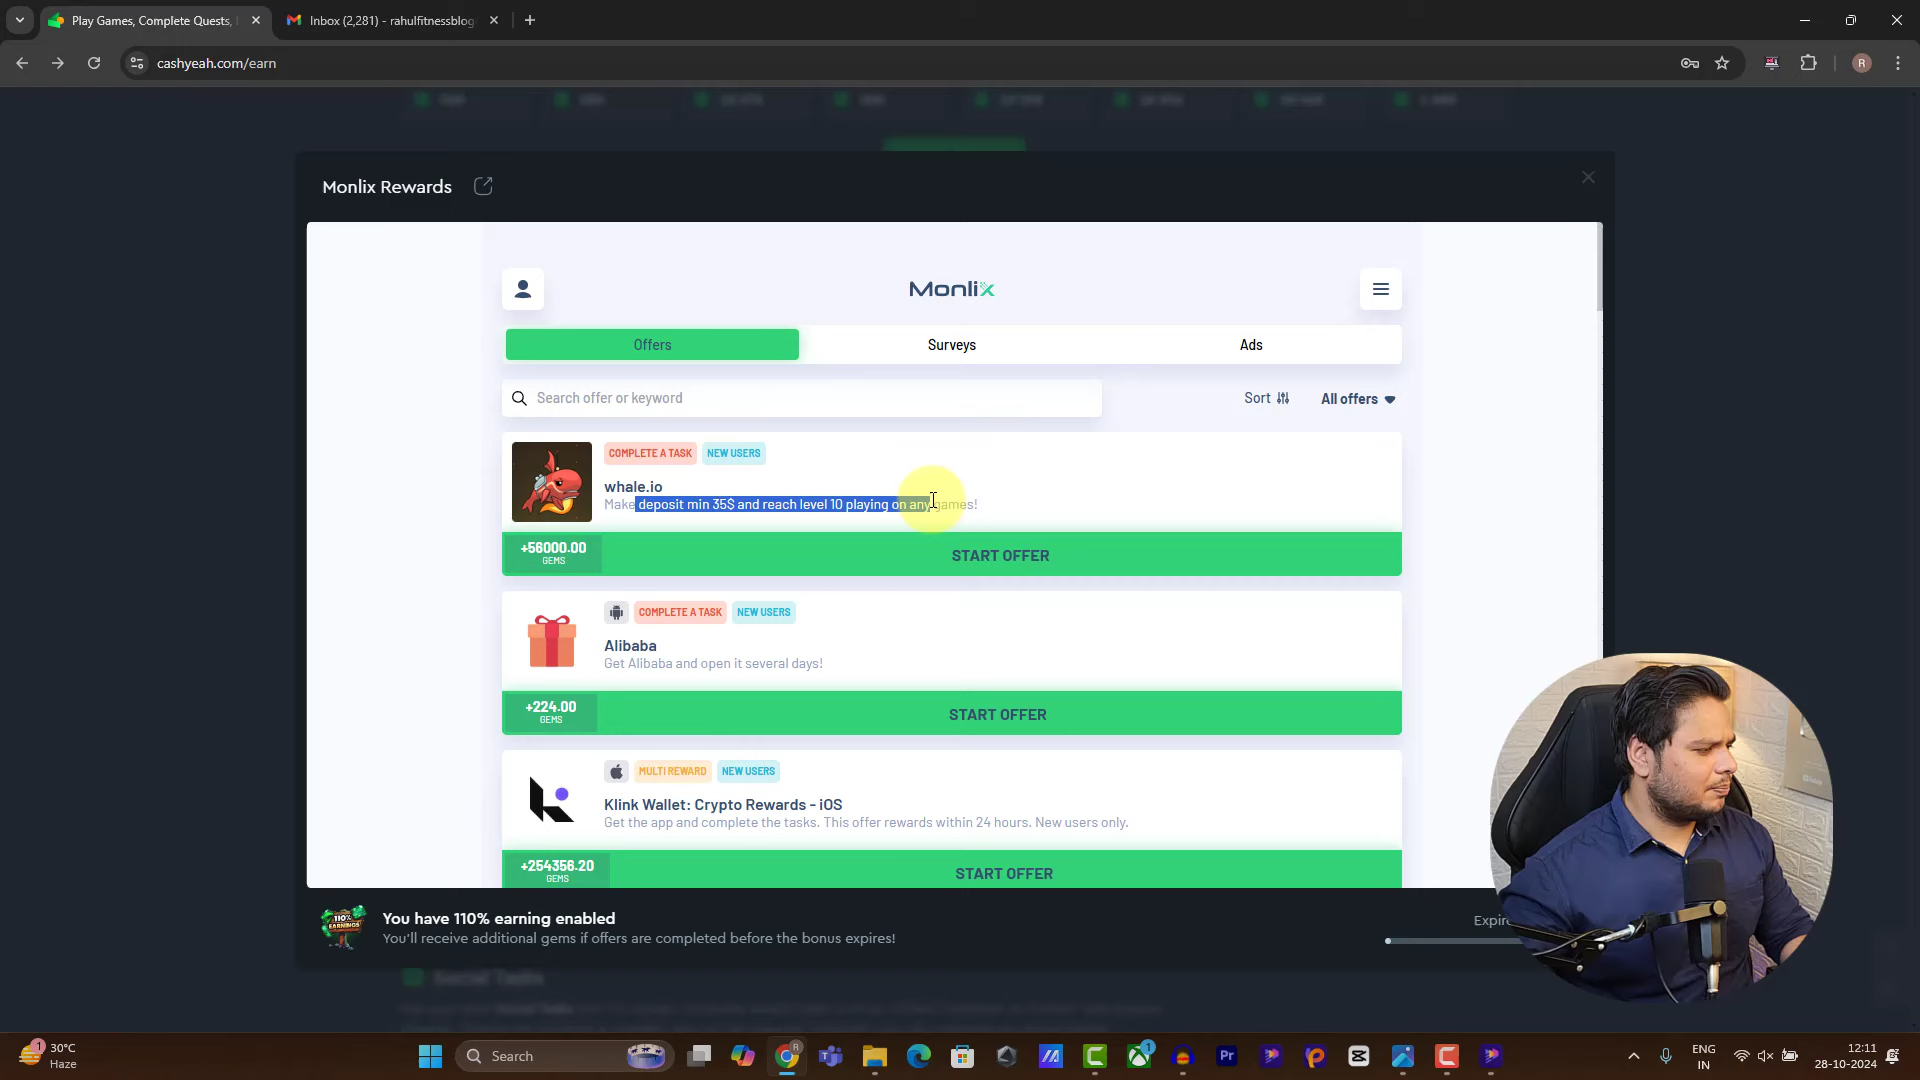 Play Games, Complete Quests,
Inbox (2,281) - rahulfitnessblog
cashyeah.com/earn
R
Monlix Rewards
Monlix
Offers
Surveys
Ads
Search offer or keyword
Sort
All offers
COMPLETE A TASK
NEW USERS
whale.io
Make deposit min 35$ and reach level 10 playing on any games!
+56000.00
GEMS
START OFFER
COMPLETE A TASK
NEW USERS
Alibaba
Get Alibaba and open it several days!
+224.00
GEMS
START OFFER
MULTI REWARD
NEW USERS
Klink Wallet: Crypto Rewards - iOS
Get the app and complete the tasks. This offer rewards within 24 hours. New users only.
+254356.20
GEMS
START OFFER
110%
You have 110% earning enabled
You'll receive additional gems if offers are completed before the bonus expires!
Social Tasks
1
30°C
Haze
Search
R
1
Pr
ENG
IN
12:11
28-10-2024